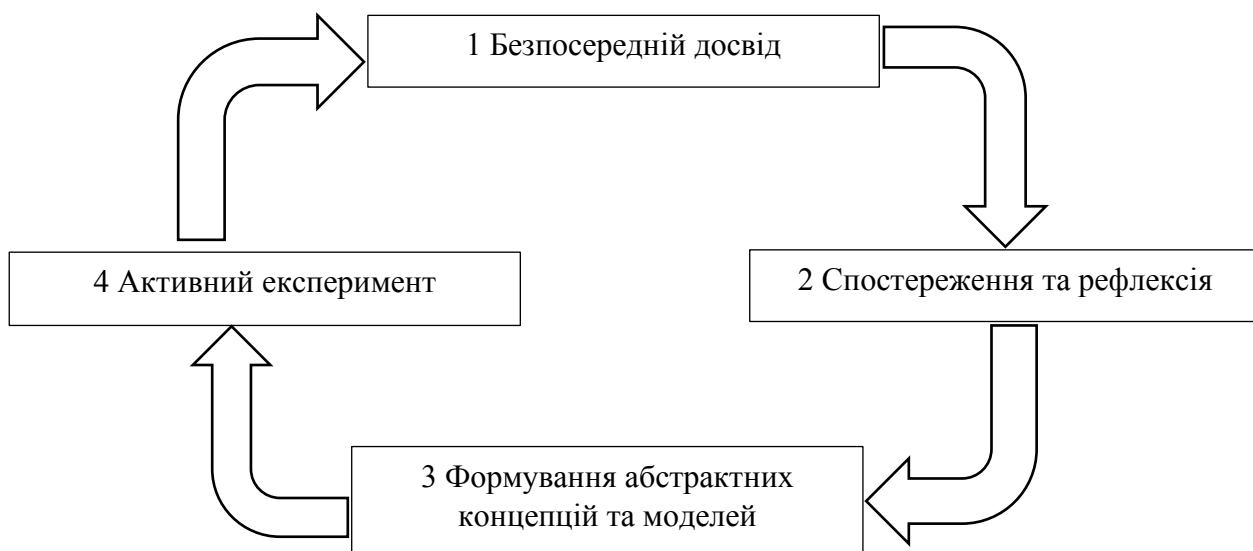 1 Безпосередній досвід
2 Спостереження та рефлексія
3 Формування абстрактних
концепцій та моделей
4 Активний експеримент